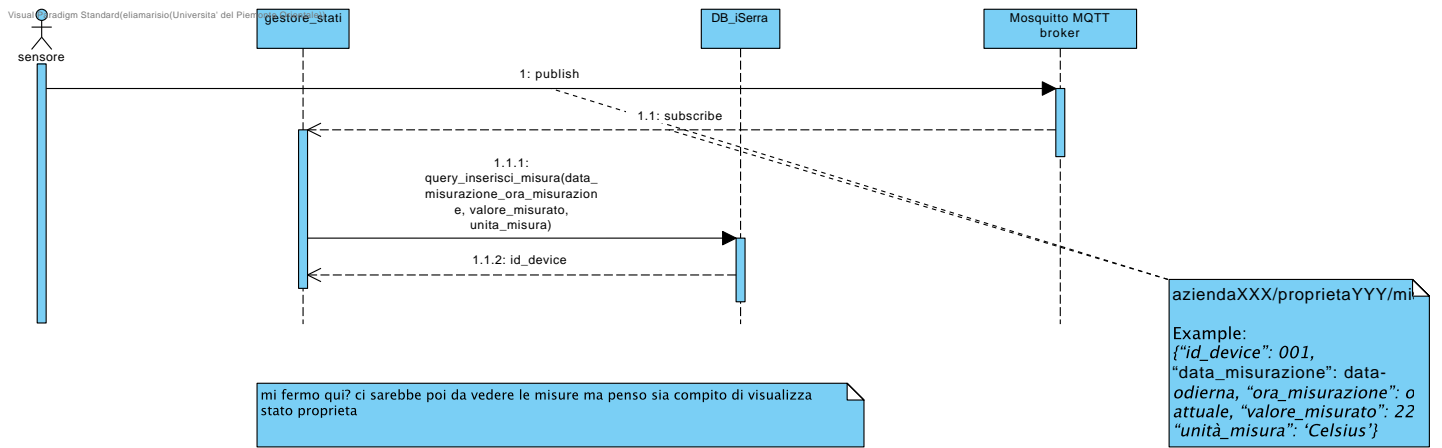 Visual Paradigm Standard(eliamarisio(Universita' del Piemonte Orientale))
gestore_stati
DB_iSerra
Mosquitto MQTT
broker
sensore
1: publish
1.1: subscribe
1.1.1:
query_inserisci_misura(data_
misurazione_ora_misurazion
e, valore_misurato,
unita_misura)
1.1.2: id_device
aziendaXXX/proprietaYYY/mi
Example:
{“id_device”: 001,
“data_misurazione”: data-
odierna, “ora_misurazione”: o
attuale, “valore_misurato”: 22
“unità_misura”: ‘Celsius’}
mi fermo qui? ci sarebbe poi da vedere le misure ma penso sia compito di visualizza
stato proprieta